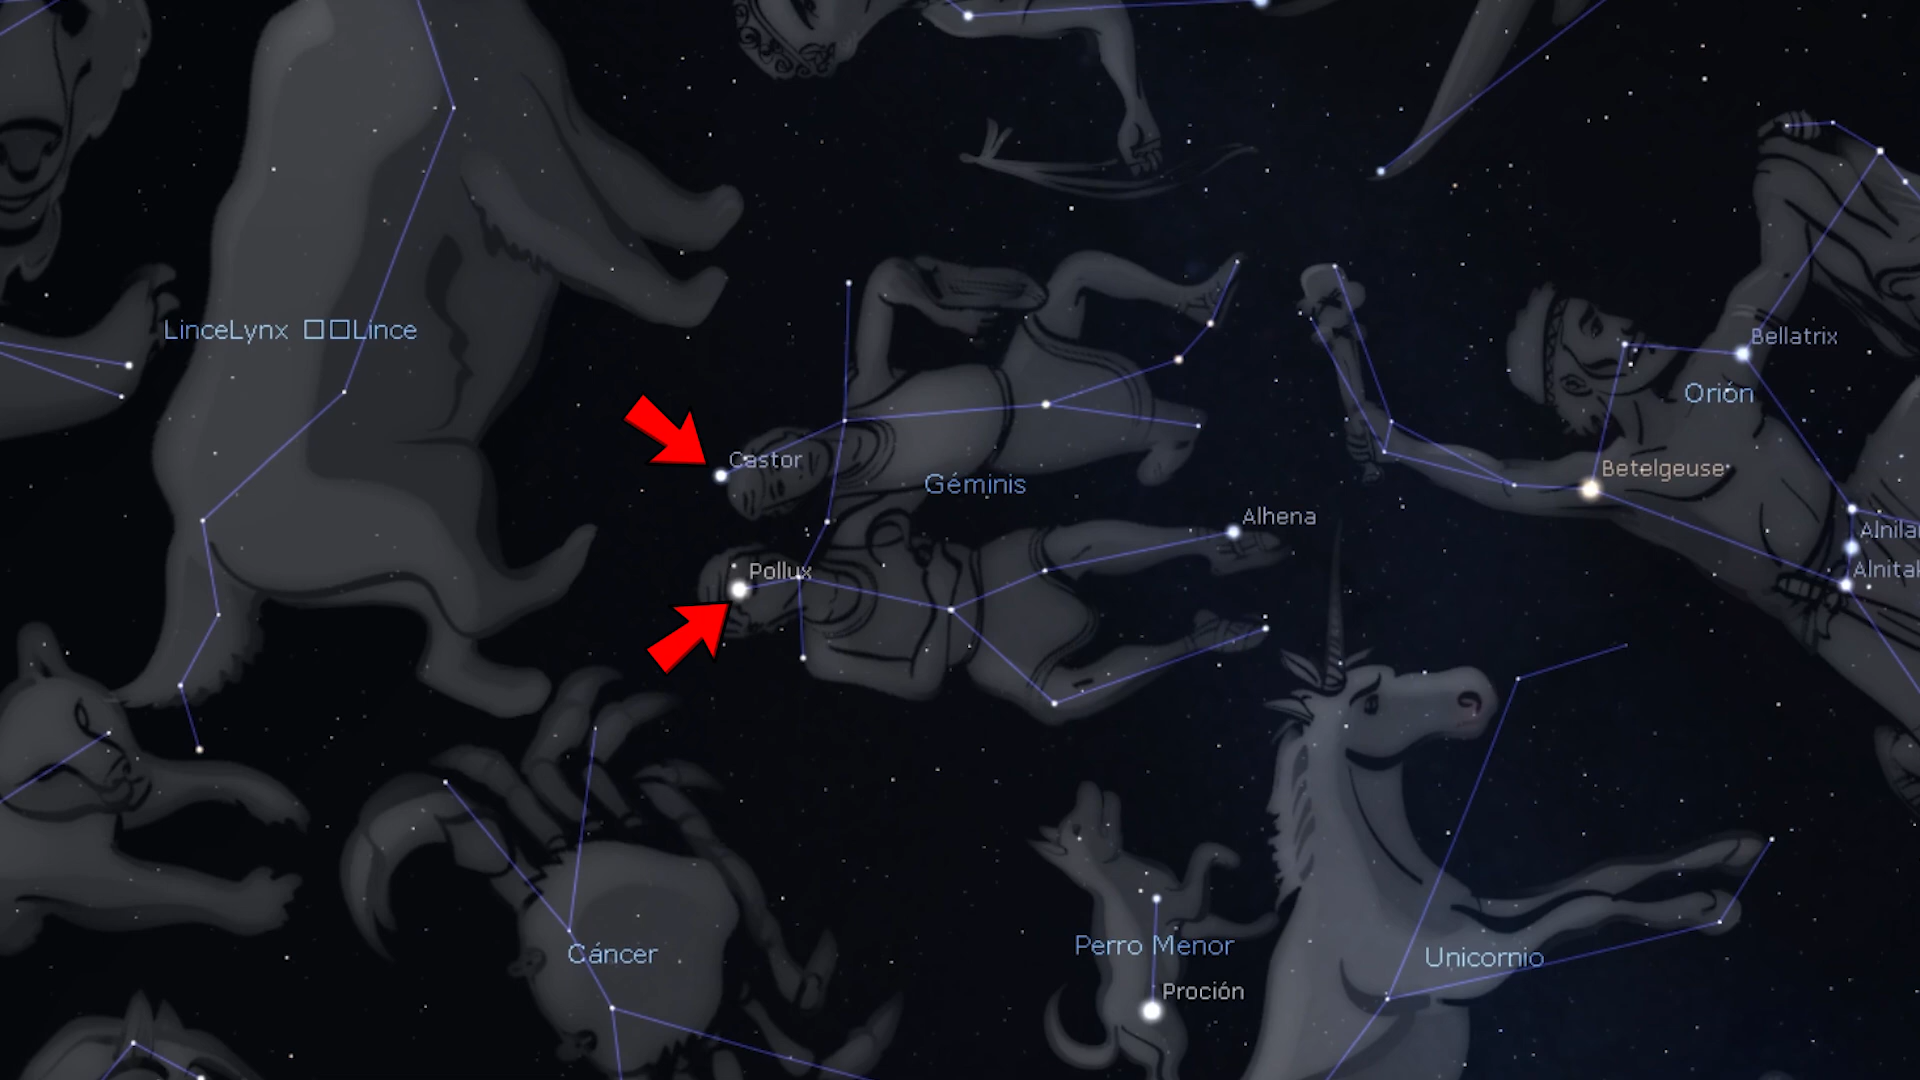 LinceLynx □□Lince
Bellatrix
Orión
Castor
Betelgeuse
Géminis
Alhena
Pollux
Alnila
Alnitak
Perro Menor
Cáncer
Unicornio
Proción